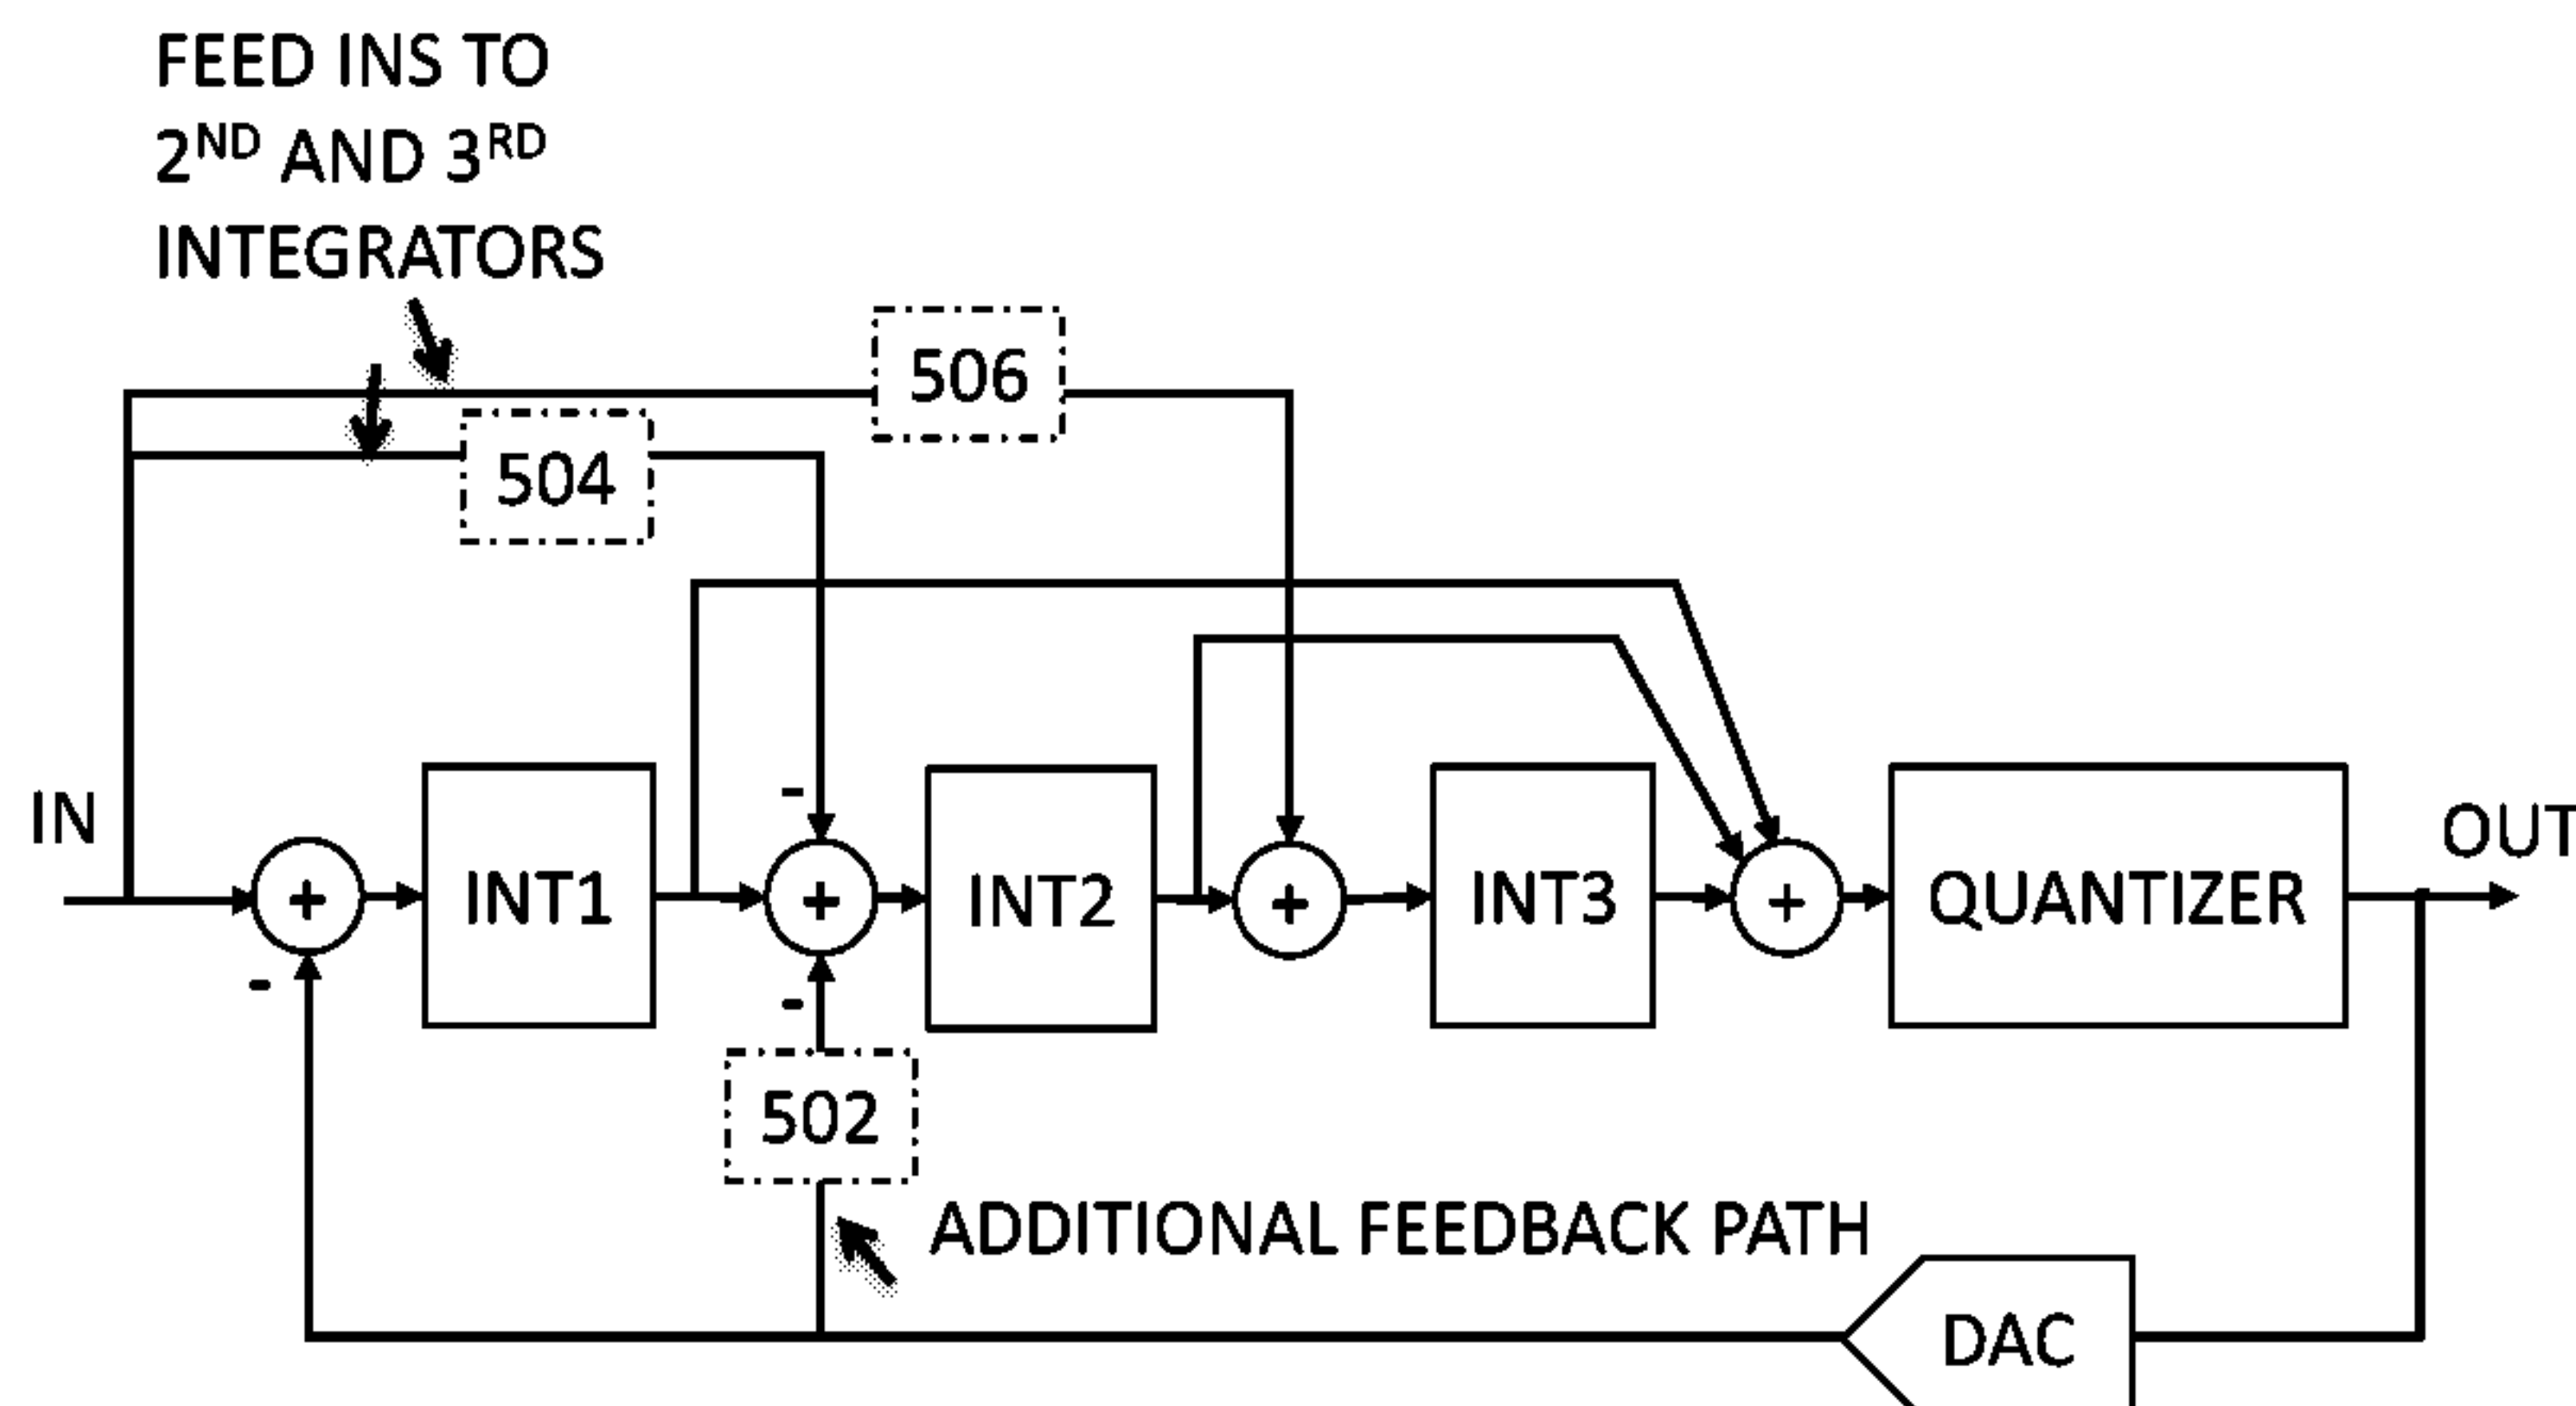 FEED INS TO
2ᴺᴰ AND 3ᴿᴰ
INTEGRATORS
506
504
IN
-
-
+
INT1
+
INT2
+
INT3
+
QUANTIZER
OUT
-
502
ADDITIONAL FEEDBACK PATH
DAC